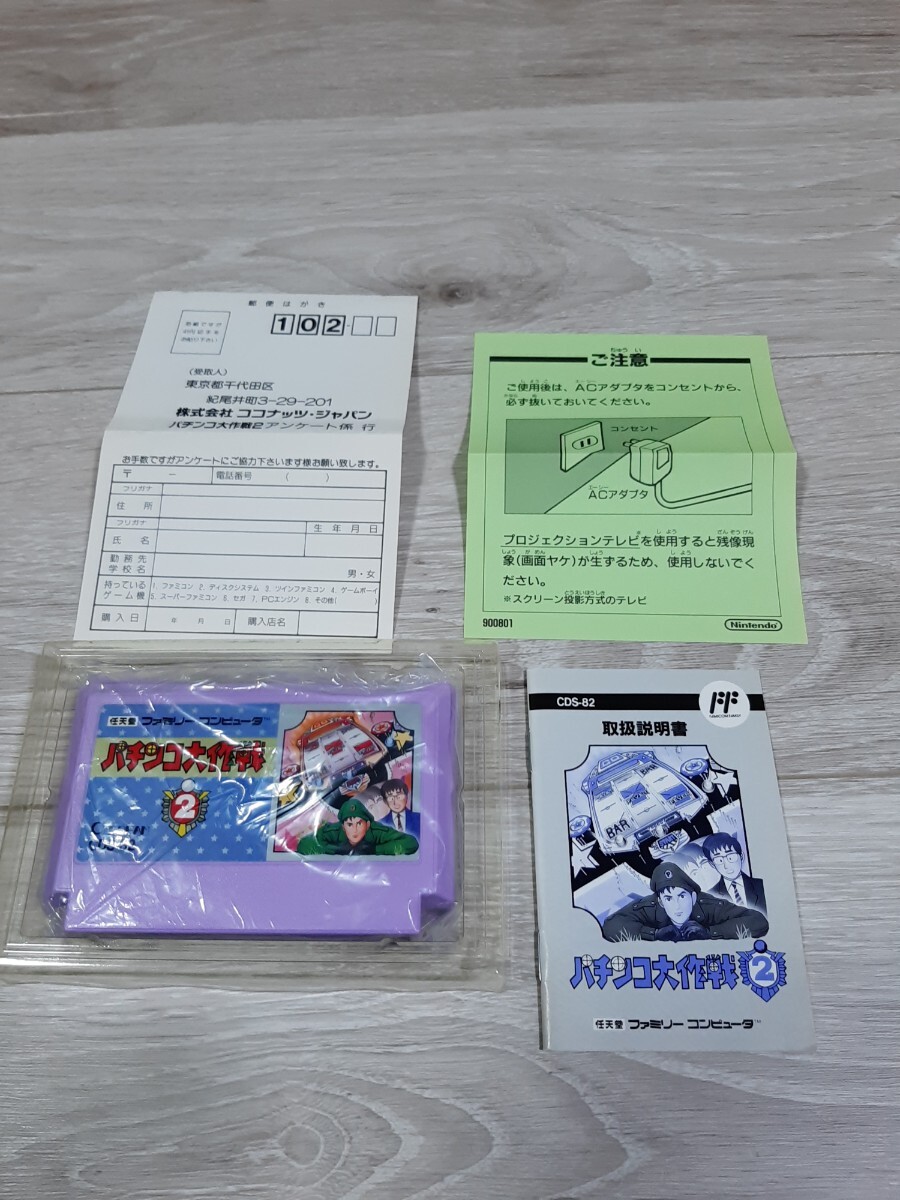 郵便はがき
102
(受取人)
東京都千代田区
紀尾井町3-29-201
株式会社 ココナッツ・ジャパン
パチンコ大作戦2アンケート係 行
お手数ですがアンケートにご協力下さいます様お願い致します。
〒 － 電話番号 （ ）
フリガナ
住所
フリガナ
生年月日
氏名
勤務先
学校名
男・女
持っている
ゲーム機
1. ファミコン 2. ディスクシステム 3. ツインファミコン 4. ゲームボーイ
5. スーパーファミコン 6. セガ 7. PCエンジン 8. その他( )
購入日 年 月 日 購入店名
ちゅうい
ご注意
ご使用後は、ACアダプタをコンセントから、
必ず抜いておいてください。
コンセント
エーシー
ACアダプタ
プロジェクションテレビを使用すると残像現
象(画面ヤケ)が生ずるため、使用しないでく
ださい。
※スクリーン投影方式のテレビ
900801
Nintendo
任天堂 ファミリー コンピュータ™
パチンコ大作戦
2
CDS-82
FAMICOM FAMILY
取扱説明書
BAR
パチンコ大作戦 2
任天堂 ファミリー コンピュータ™